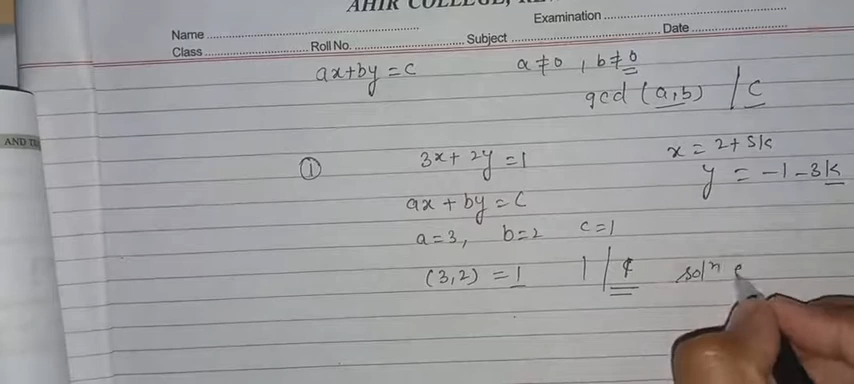 AHIR COLLEGE,
Name
Examination
Class Roll No. Subject Date
ax+by=c a≠0, b≠0
gcd (a,b) | c
① 3x+2y=1 x = 2+5k
y = -1-3k
ax+by=c
a=3, b=2 c=1
(3,2) = 1 1 | ¢ solⁿ e
AND